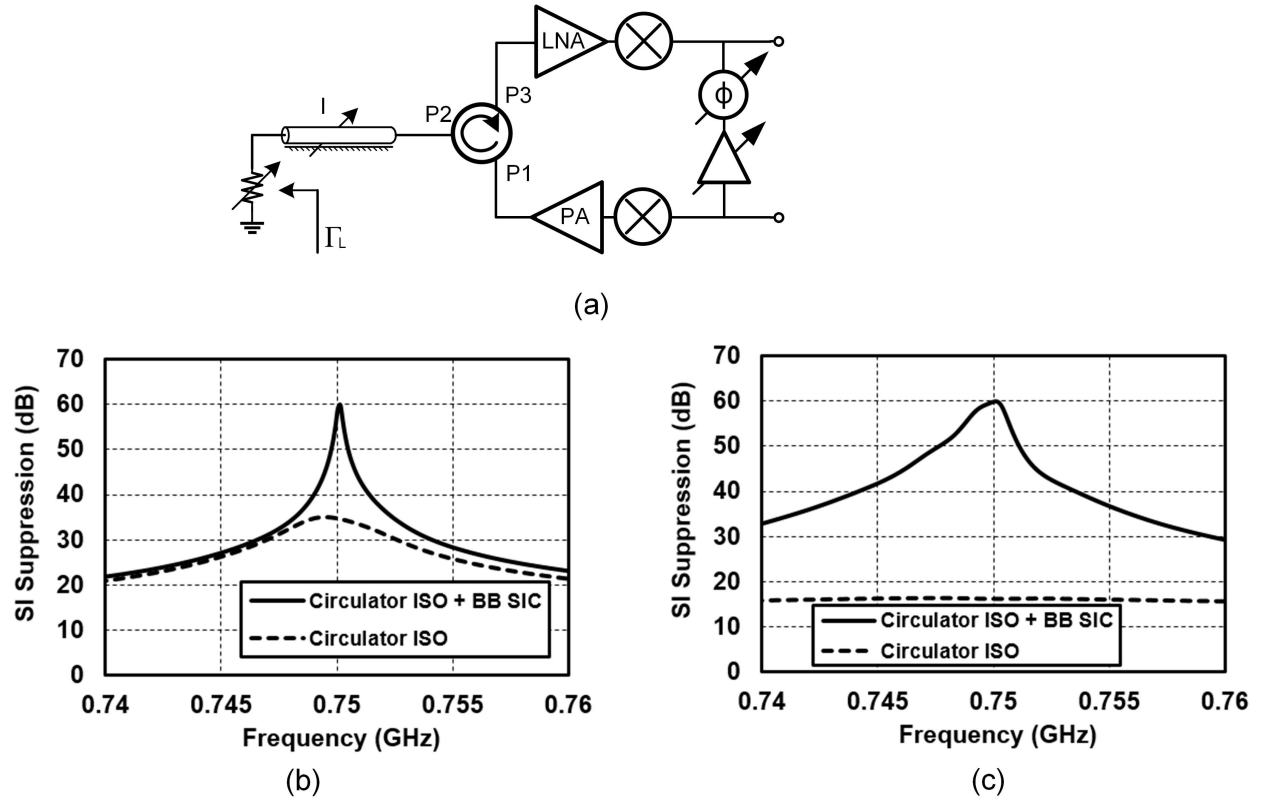 LNA
P3
l
P2
ϕ
P1
PA
ΓL
(a)
70
60
50
40
30
20
10
0
SI Suppression (dB)
Circulator ISO + BB SIC
Circulator ISO
0.74 0.745 0.75 0.755 0.76
Frequency (GHz)
(b)
70
60
50
40
30
20
10
0
SI Suppression (dB)
Circulator ISO + BB SIC
Circulator ISO
0.74 0.745 0.75 0.755 0.76
Frequency (GHz)
(c)